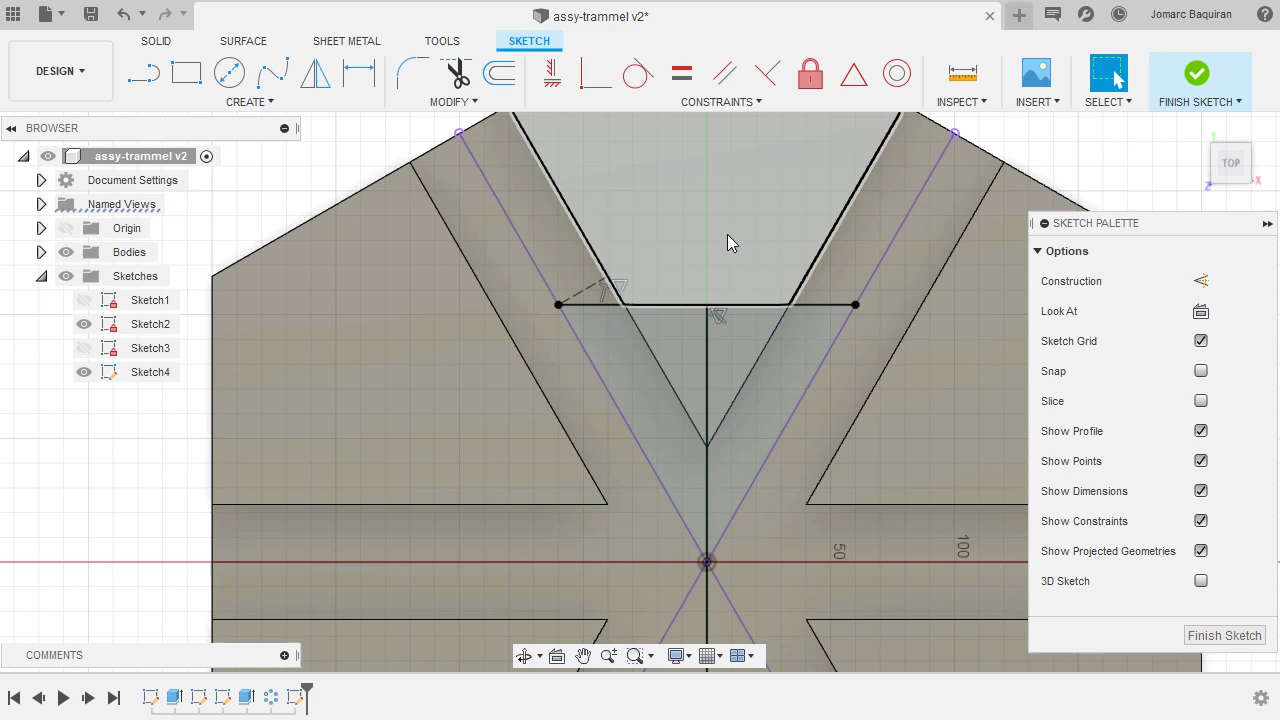 assy-trammel v2*
Jomarc Baquiran
SOLID
SURFACE
SHEET METAL
TOOLS
SKETCH
DESIGN
CREATE
MODIFY
CONSTRAINTS
INSPECT
INSERT
SELECT
FINISH SKETCH
BROWSER
assy-trammel v2
Document Settings
Named Views
Origin
Bodies
Sketches
Sketch1
Sketch2
Sketch3
Sketch4
Y
TOP
X
Z
SKETCH PALETTE
Options
Construction
Look At
Sketch Grid
Snap
Slice
Show Profile
Show Points
Show Dimensions
Show Constraints
Show Projected Geometries
3D Sketch
Finish Sketch
50
100
COMMENTS